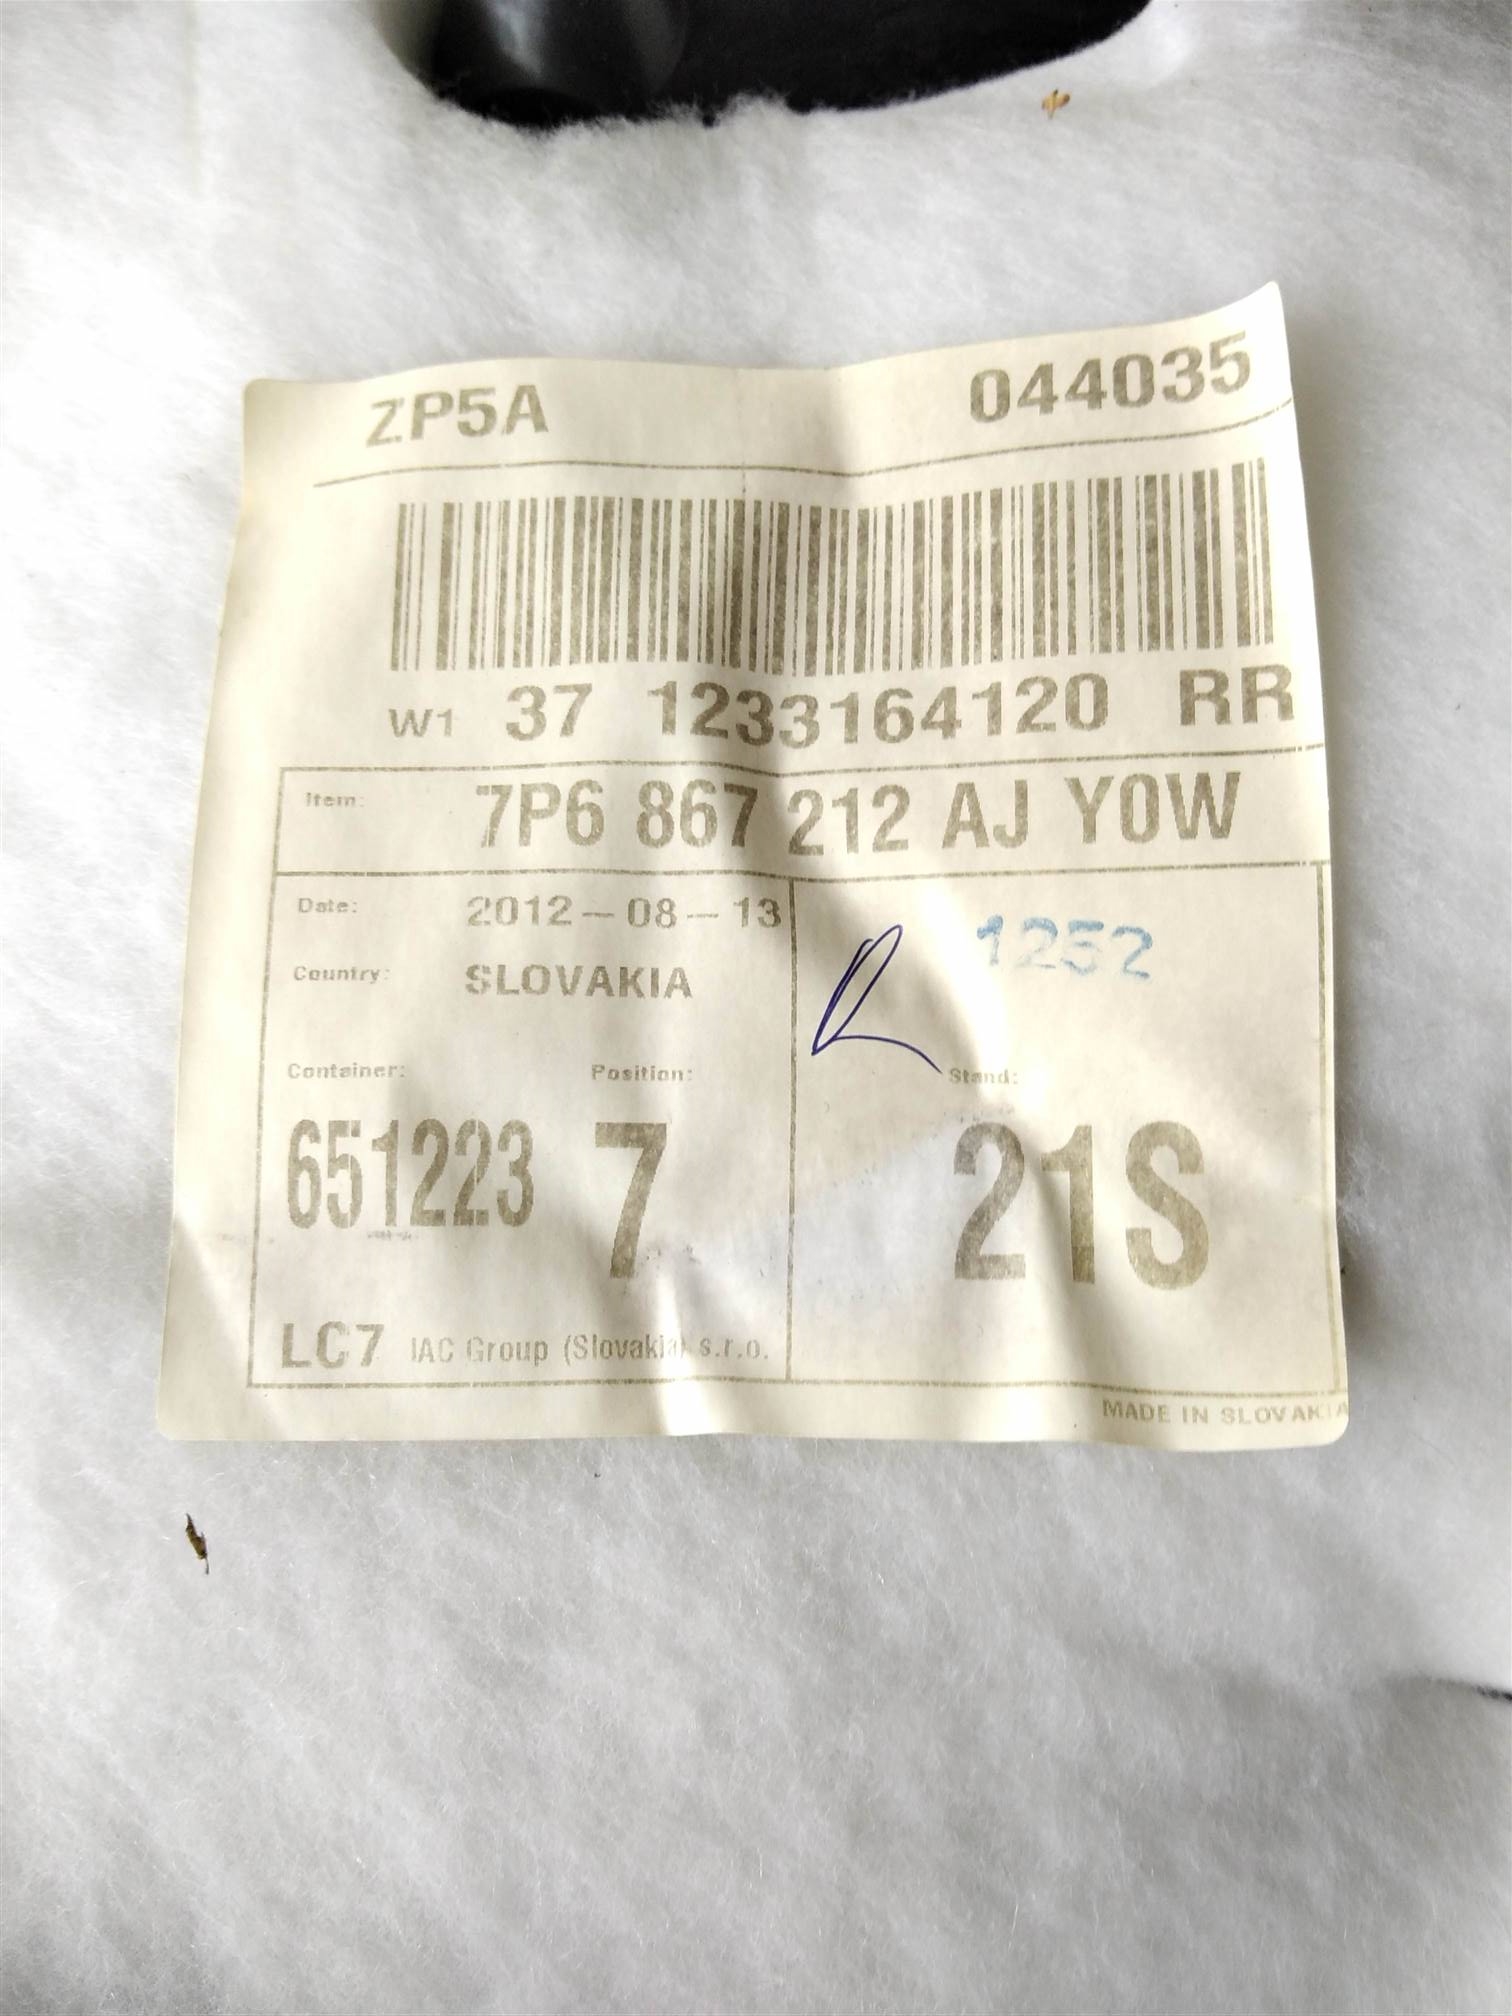 ZP5A 044035
W1 37 1233164120 RR
Item: 7P6 867 212 AJ Y0W
Date: 2012-08-13
1252
Country: SLOVAKIA
Container: Position: Stand:
651223 7 21S
LC7 IAC Group (Slovakia) s.r.o.
MADE IN SLOVAKIA